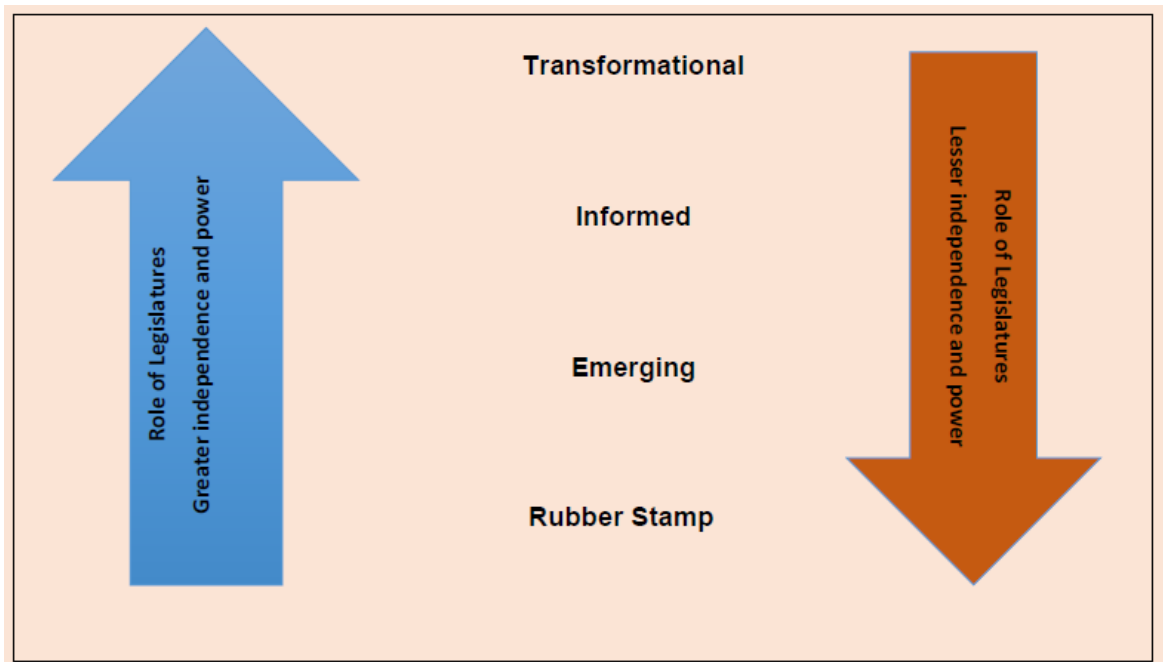 Transformational
Informed
Emerging
Rubber Stamp
Role of Legislatures
Greater independence and power
Role of Legislatures
Lesser independence and power